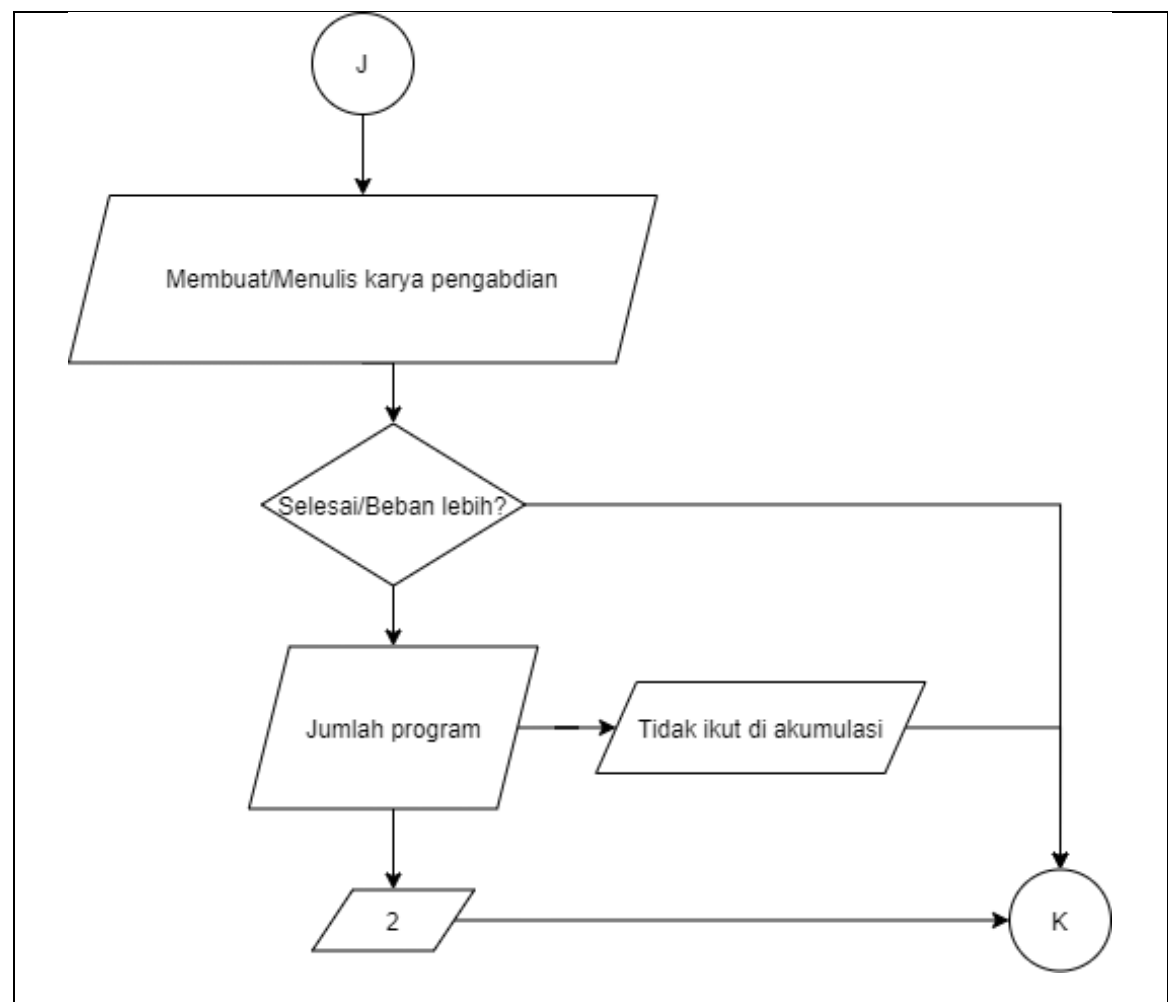 J
Membuat/Menulis karya pengabdian
Selesai/Beban lebih?
Jumlah program
Tidak ikut di akumulasi
2
K